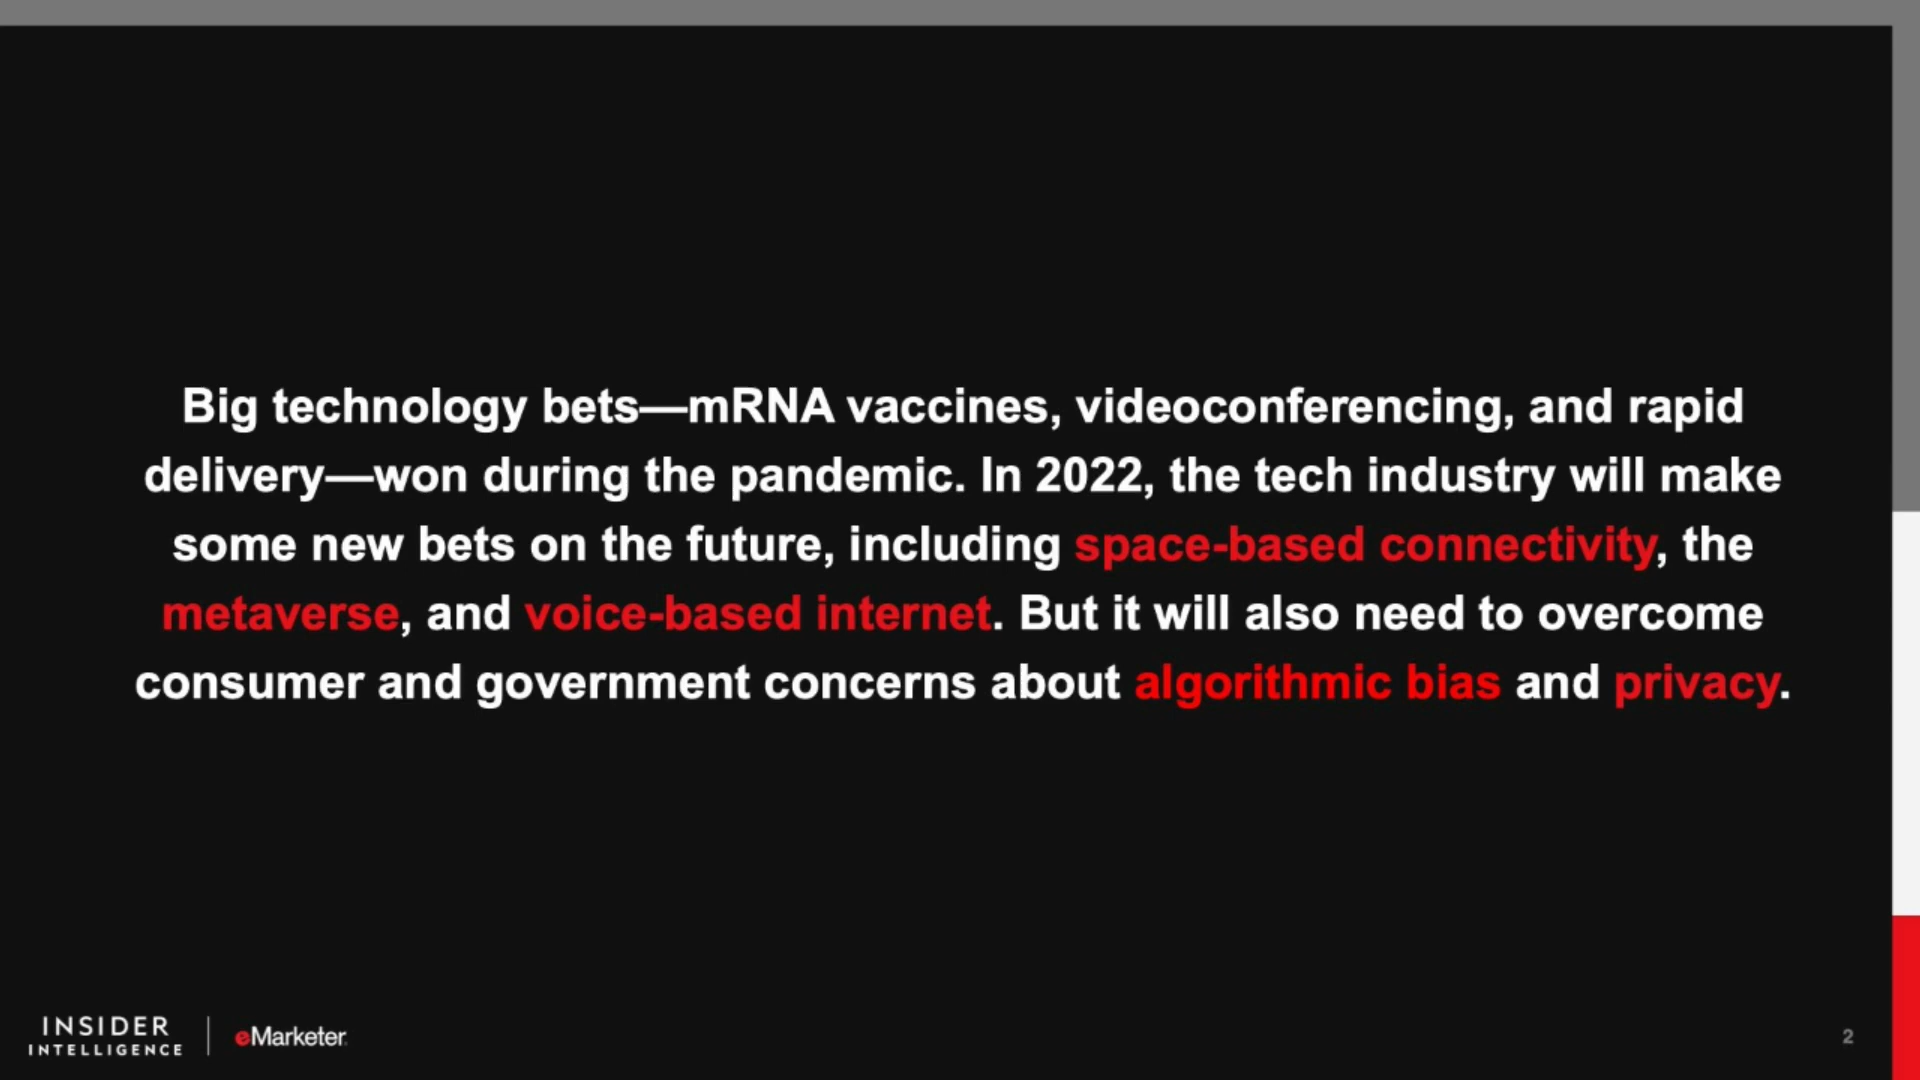 Big technology bets—mRNA vaccines, videoconferencing, and rapid
delivery—won during the pandemic. In 2022, the tech industry will make
some new bets on the future, including space-based connectivity, the
metaverse, and voice-based internet. But it will also need to overcome
consumer and government concerns about algorithmic bias and privacy.
INSIDER
INTELLIGENCE
eMarketer
2